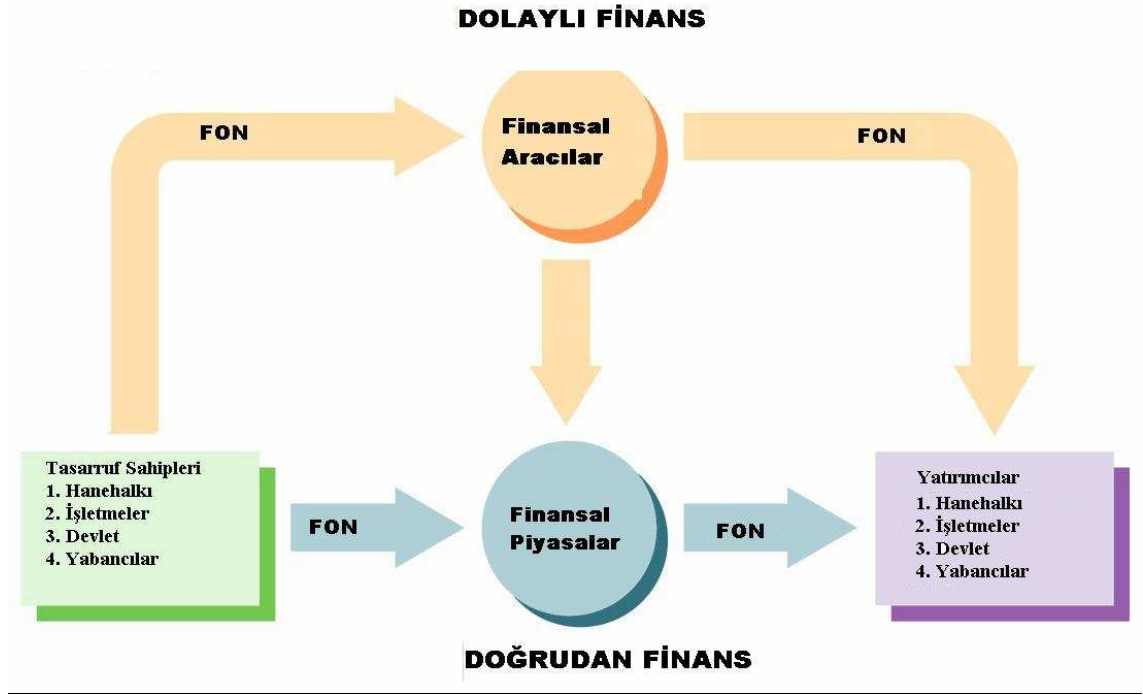 DOLAYLI FİNANS
FON
Finansal
Aracılar
FON
Tasarruf Sahipleri
1. Hanehalkı
2. İşletmeler
3. Devlet
4. Yabancılar
FON
Finansal
Piyasalar
FON
Yatırımcılar
1. Hanehalkı
2. İşletmeler
3. Devlet
4. Yabancılar
DOĞRUDAN FİNANS